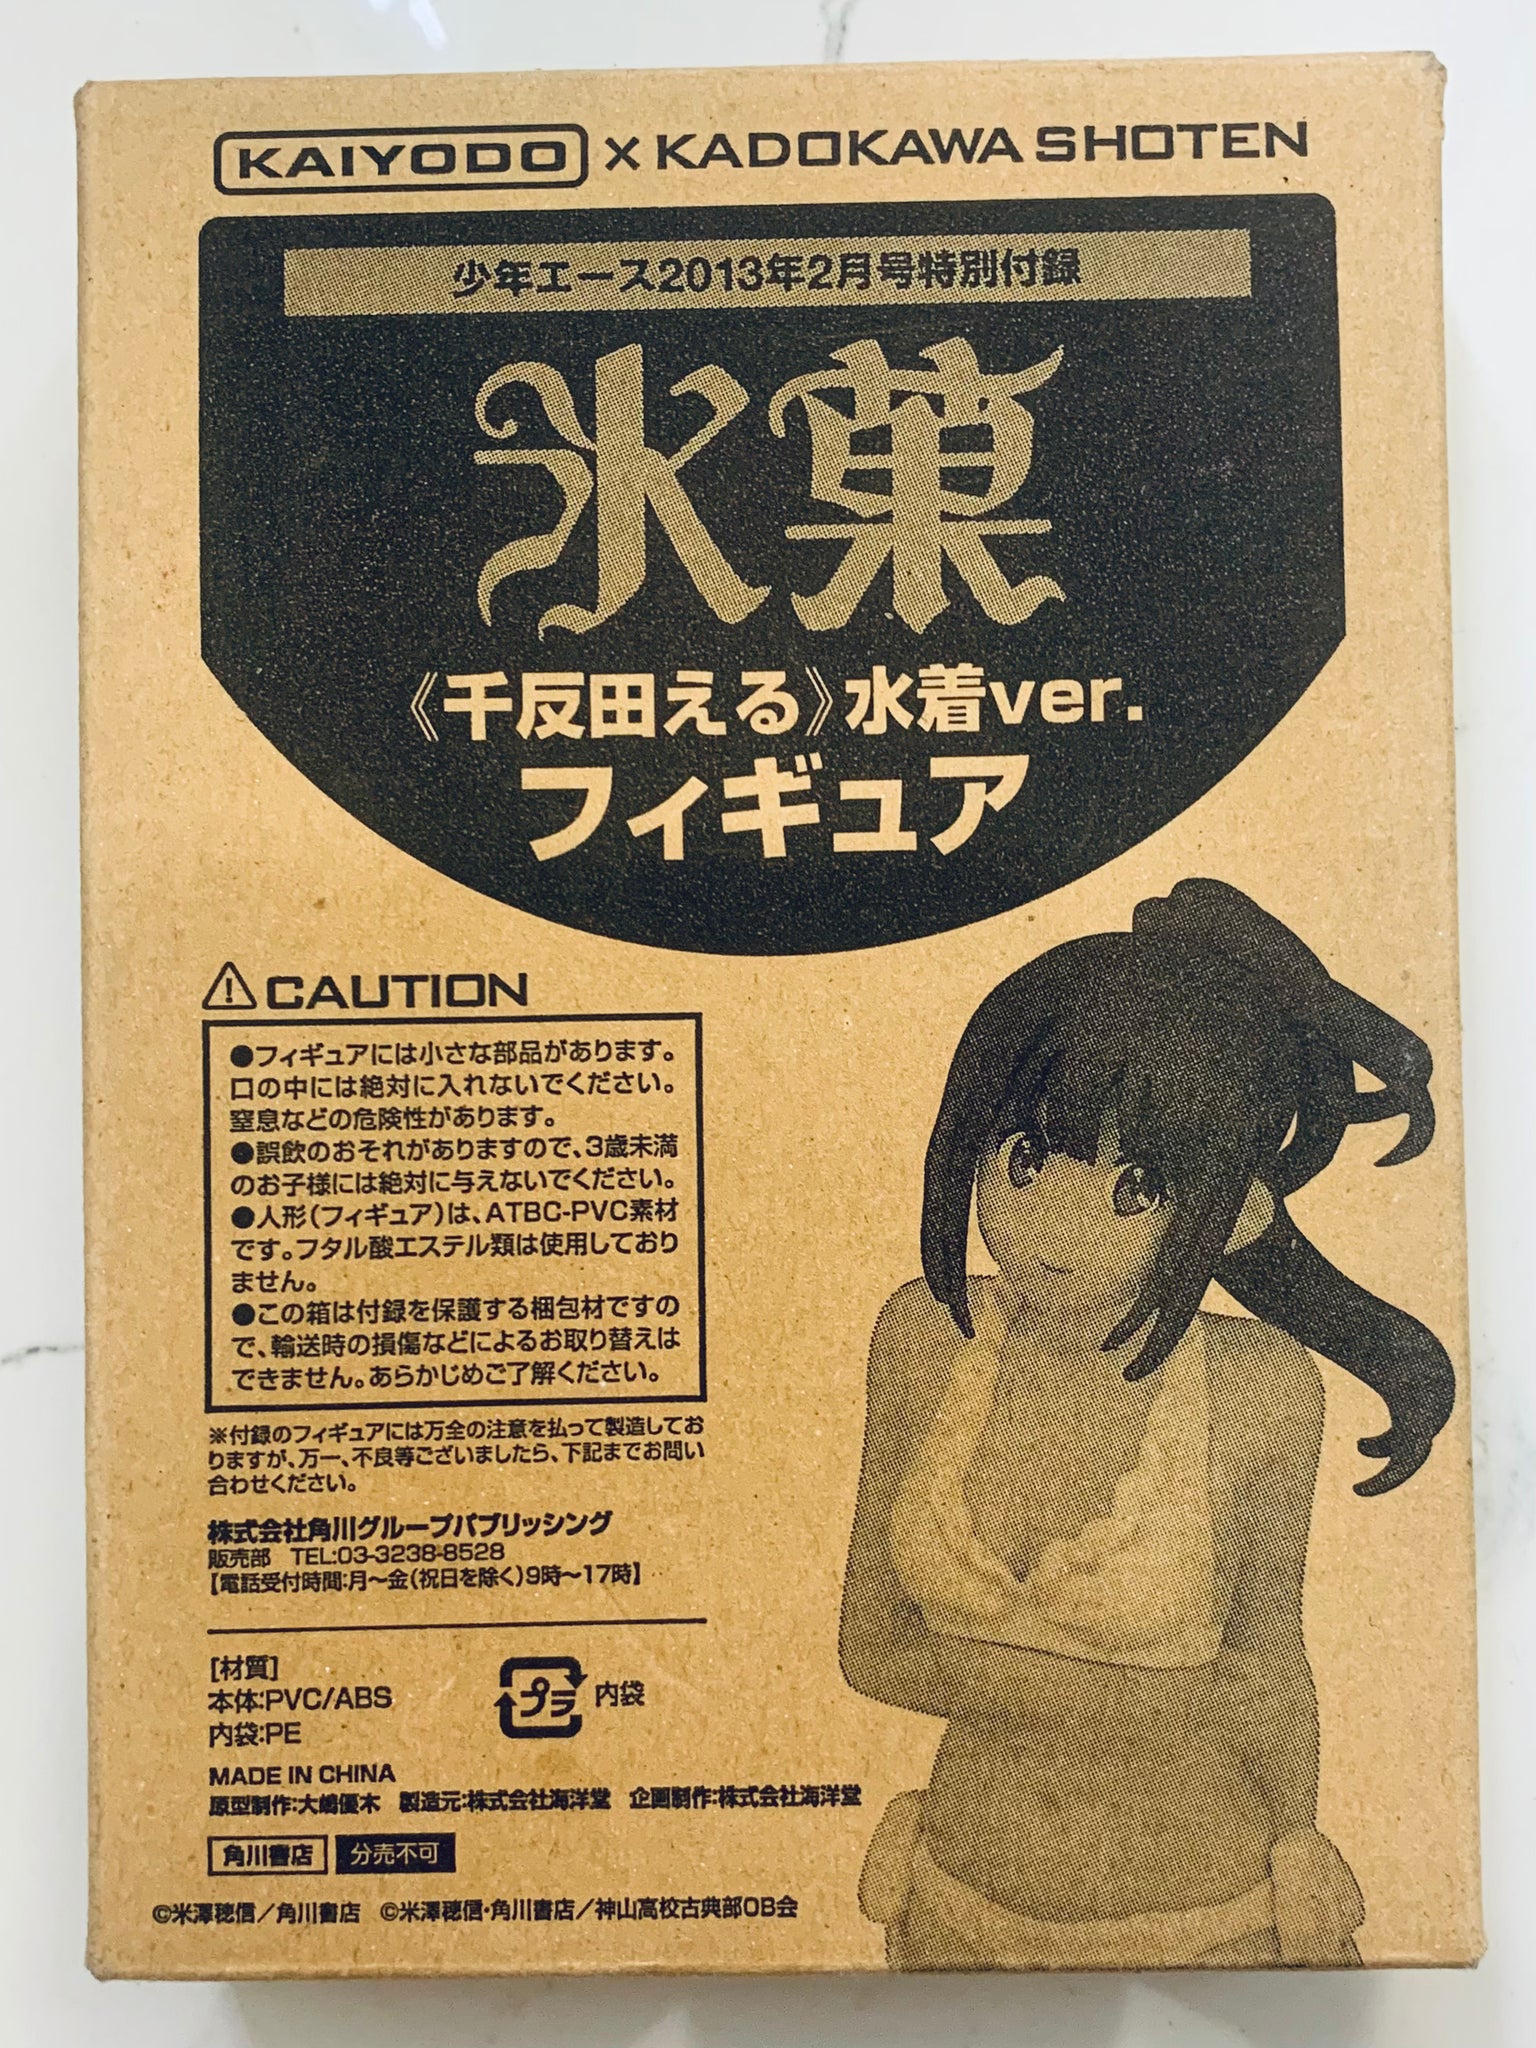 KAIYODO × KADOKAWA SHOTEN
少年エース2013年2月号特別付録
氷菓
《千反田える》水着ver.
フィギュア
CAUTION
●フィギュアには小さな部品があります。
口の中には絶対に入れないでください。
窒息などの危険性があります。
●誤飲のおそれがありますので、3歳未満
のお子様には絶対に与えないでください。
●人形(フィギュア)は、ATBC-PVC素材
です。フタル酸エステル類は使用しており
ません。
●この箱は付録を保護する梱包材ですの
で、輸送時の損傷などによるお取り替えは
できません。あらかじめご了解ください。
※付録のフィギュアには万全の注意を払って製造してお
りますが、万一、不良等ございましたら、下記までお問い
合わせください。
株式会社角川グループパブリッシング
販売部 TEL:03-3238-8528
【電話受付時間:月～金(祝日を除く)9時～17時】
[材質]
本体:PVC/ABS
内袋:PE
プラ 内袋
MADE IN CHINA
原型制作:大嶋優木 製造元:株式会社海洋堂 企画制作:株式会社海洋堂
角川書店 分売不可
©米澤穂信／角川書店 ©米澤穂信・角川書店／神山高校古典部OB会